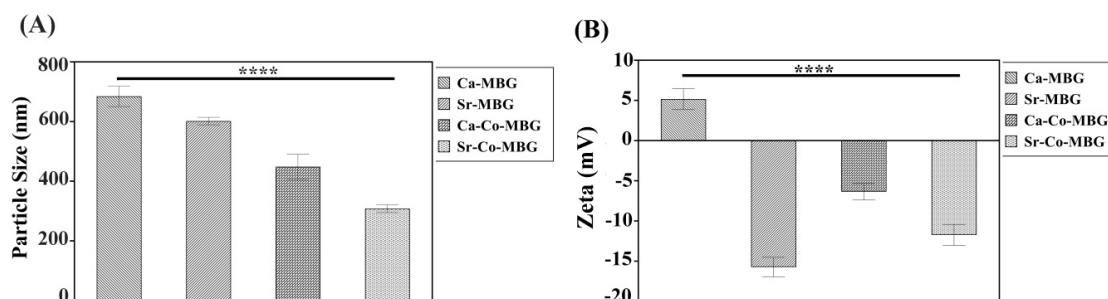 (A)
Particle Size (nm)
800
600
400
200
0
****
Ca-MBG
Sr-MBG
Ca-Co-MBG
Sr-Co-MBG
(B)
Zeta (mV)
10
5
0
-5
-10
-15
-20
****
Ca-MBG
Sr-MBG
Ca-Co-MBG
Sr-Co-MBG